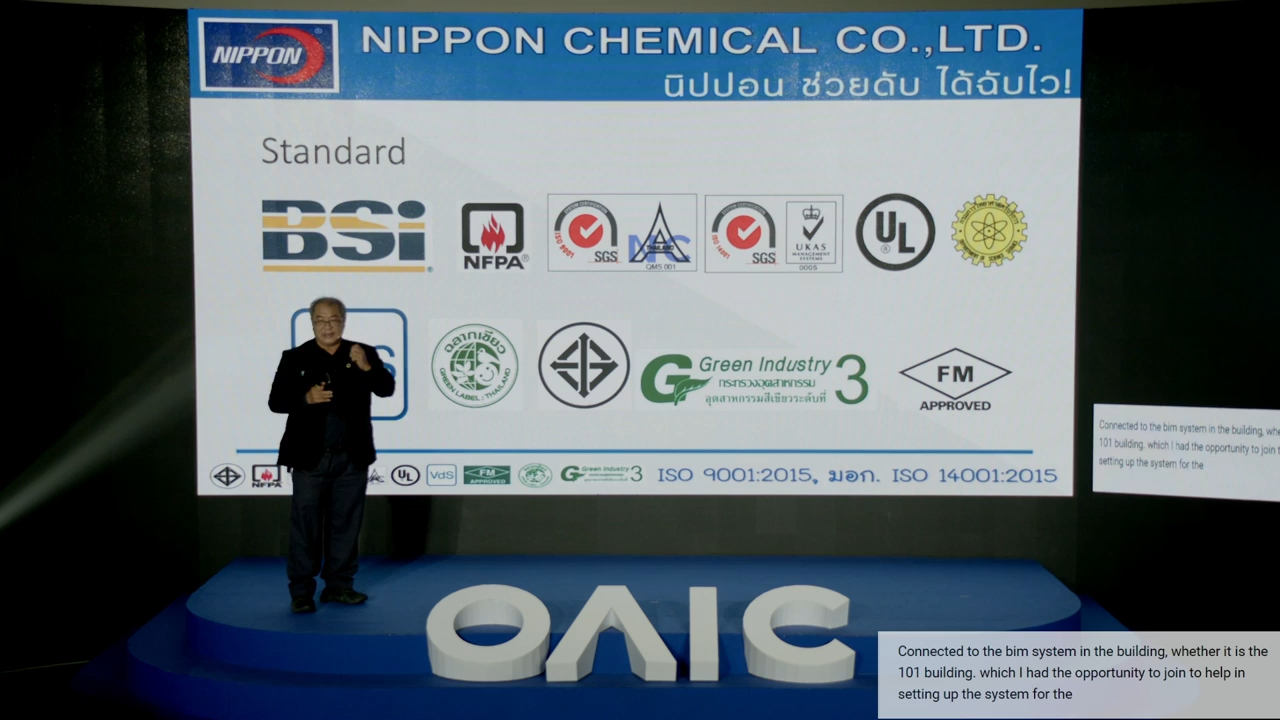 NIPPON
NIPPON CHEMICAL CO.,LTD.
นิปปอน ช่วยดับ ได้ฉับไว!
Standard
BSi
NFPA
ISO 9001
SGS
NAC
THAILAND
QMS 001
ISO 14001
SGS
UKAS
MANAGEMENT
SYSTEMS
0005
UL
S
ฉลากเขียว
GREEN LABEL : THAILAND
Green Industry 3
กระทรวงอุตสาหกรรม
อุตสาหกรรมสีเขียวระดับที่
FM
APPROVED
NFPA
UL
VdS
FM
APPROVED
Green Industry 3
ISO 9001:2015, มอก. ISO 14001:2015
Connected to the bim system in the building, whe
101 building. which I had the opportunity to join t
setting up the system for the
OAIC
Connected to the bim system in the building, whether it is the
101 building. which I had the opportunity to join to help in
setting up the system for the